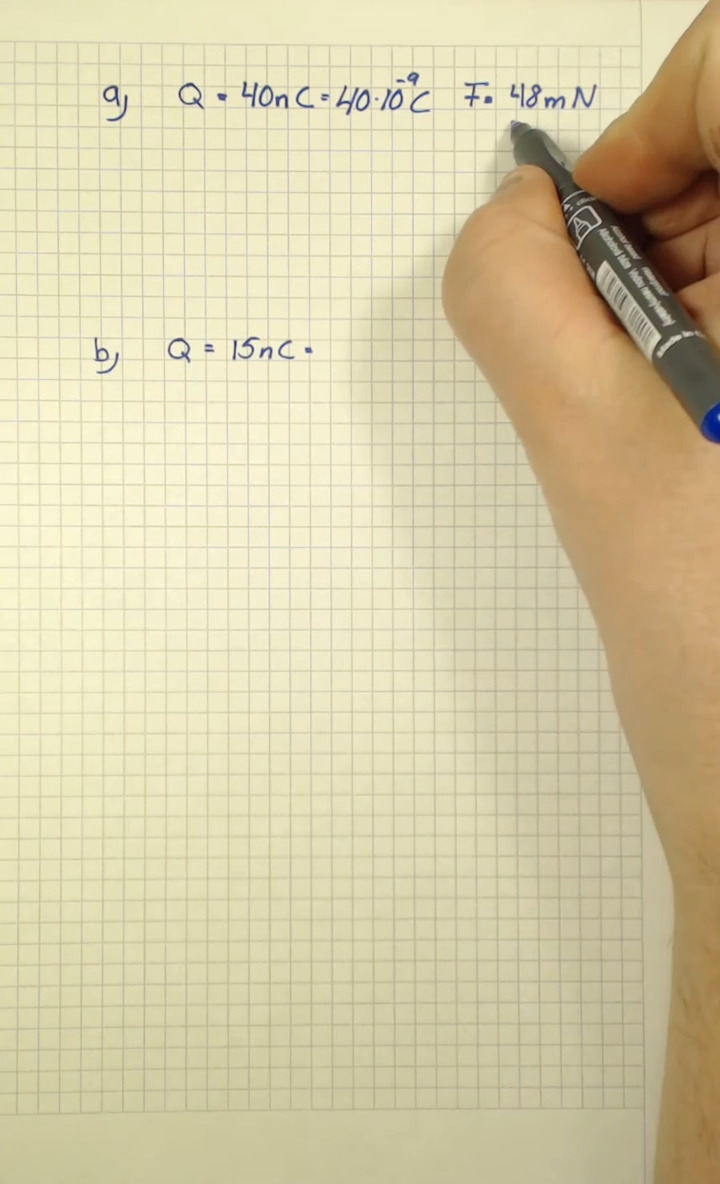 a) Q = 40nC = 40·10⁻⁹C F = 48mN
b) Q = 15nC =